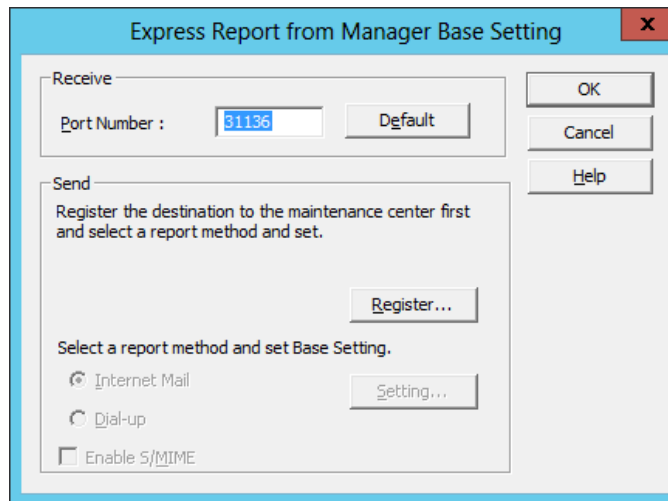 Express Report from Manager Base Setting
x
Receive
Port Number :
31136
Default
OK
Cancel
Help
Send
Register the destination to the maintenance center first
and select a report method and set.
Register...
Select a report method and set Base Setting.
Internet Mail
Setting...
Dial-up
Enable S/MIME